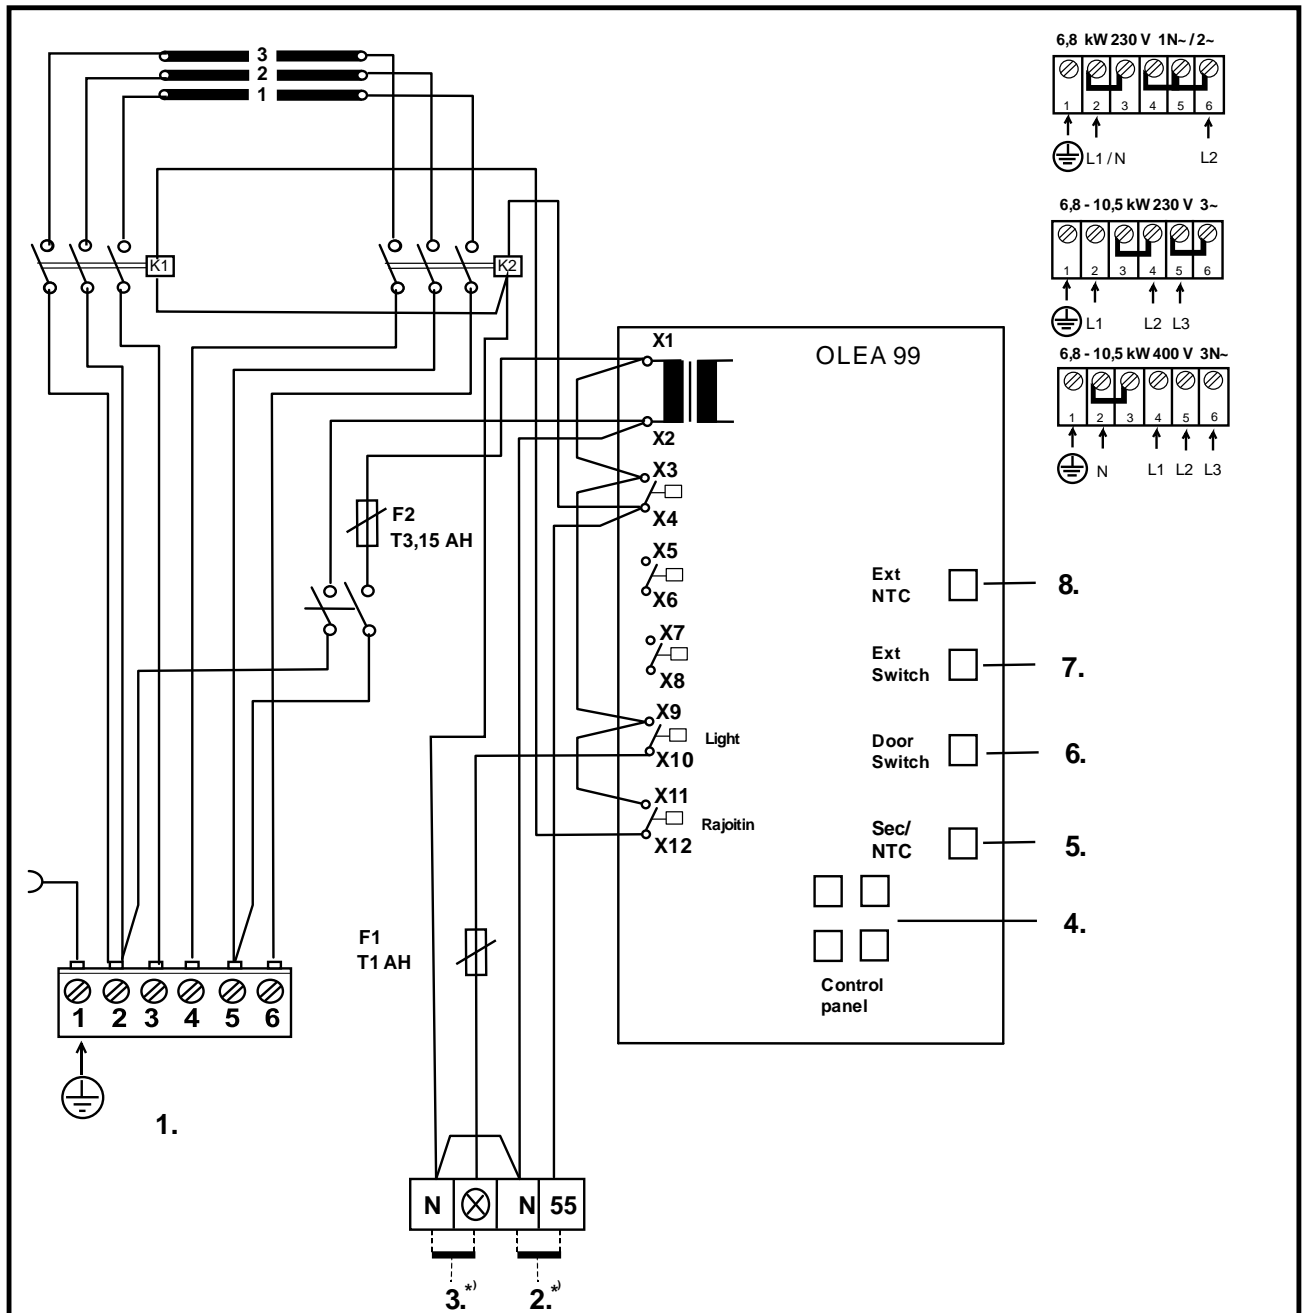 3
2
1
K1
K2
6,8 kW 230 V 1N~ / 2~
1 2 3 4 5 6
L1 / N L2
6,8 - 10,5 kW 230 V 3~
1 2 3 4 5 6
L1 L2 L3
6,8 - 10,5 kW 400 V 3N~
1 2 3 4 5 6
N L1 L2 L3
OLEA 99
X1
X2
X3
X4
X5
X6
X7
X8
X9
Light
X10
X11
Rajoitin
X12
F2
T3,15 AH
Ext
NTC
8.
Ext
Switch
7.
Door
Switch
6.
Sec/
NTC
5.
4.
Control
panel
F1
T1 AH
1 2 3 4 5 6
1.
N N 55
3.*) 2.*)